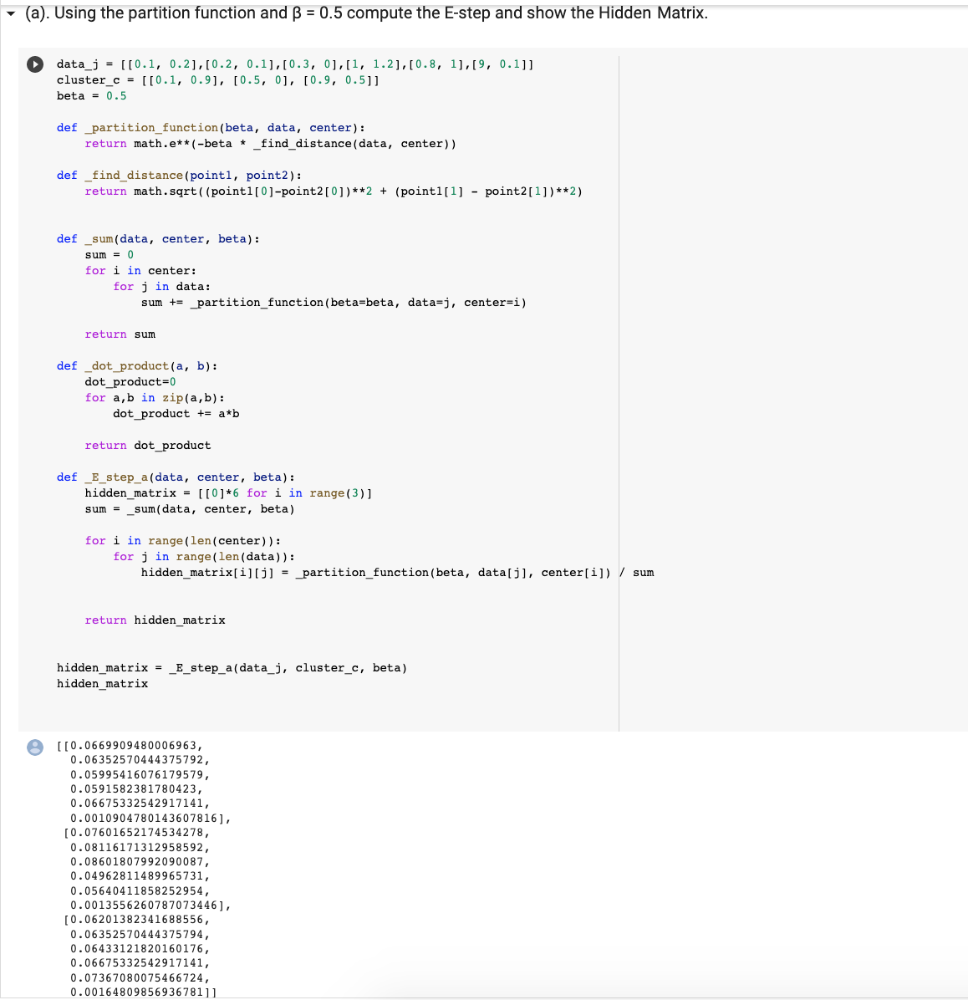 (a). Using the partition function and β = 0.5 compute the E-step and show the Hidden Matrix.
data_j = [[0.1, 0.2],[0.2, 0.1],[0.3, 0],[1, 1.2],[0.8, 1],[9, 0.1]]
cluster_c = [[0.1, 0.9], [0.5, 0], [0.9, 0.5]]
beta = 0.5
def _partition_function(beta, data, center):
return math.e**(-beta * _find_distance(data, center))
def _find_distance(point1, point2):
return math.sqrt((point1[0]-point2[0])**2 + (point1[1] - point2[1])**2)
def _sum(data, center, beta):
sum = 0
for i in center:
for j in data:
sum += _partition_function(beta=beta, data=j, center=i)
return sum
def _dot_product(a, b):
dot_product=0
for a,b in zip(a,b):
dot_product += a*b
return dot_product
def _E_step_a(data, center, beta):
hidden_matrix = [[0]*6 for i in range(3)]
sum = _sum(data, center, beta)
for i in range(len(center)):
for j in range(len(data)):
hidden_matrix[i][j] = _partition_function(beta, data[j], center[i]) / sum
return hidden_matrix
hidden_matrix = _E_step_a(data_j, cluster_c, beta)
hidden_matrix
[[0.0669909480006963,
0.06352570444375792,
0.05995416076179579,
0.0591582381780423,
0.06675332542917141,
0.0010904780143607816],
[0.07601652174534278,
0.08116171312958592,
0.08601807992090087,
0.04962811489965731,
0.05640411858252954,
0.0013556260787073446],
[0.06201382341688556,
0.06352570444375794,
0.06433121820160176,
0.06675332542917141,
0.07367080075466724,
0.00164809856936781]]